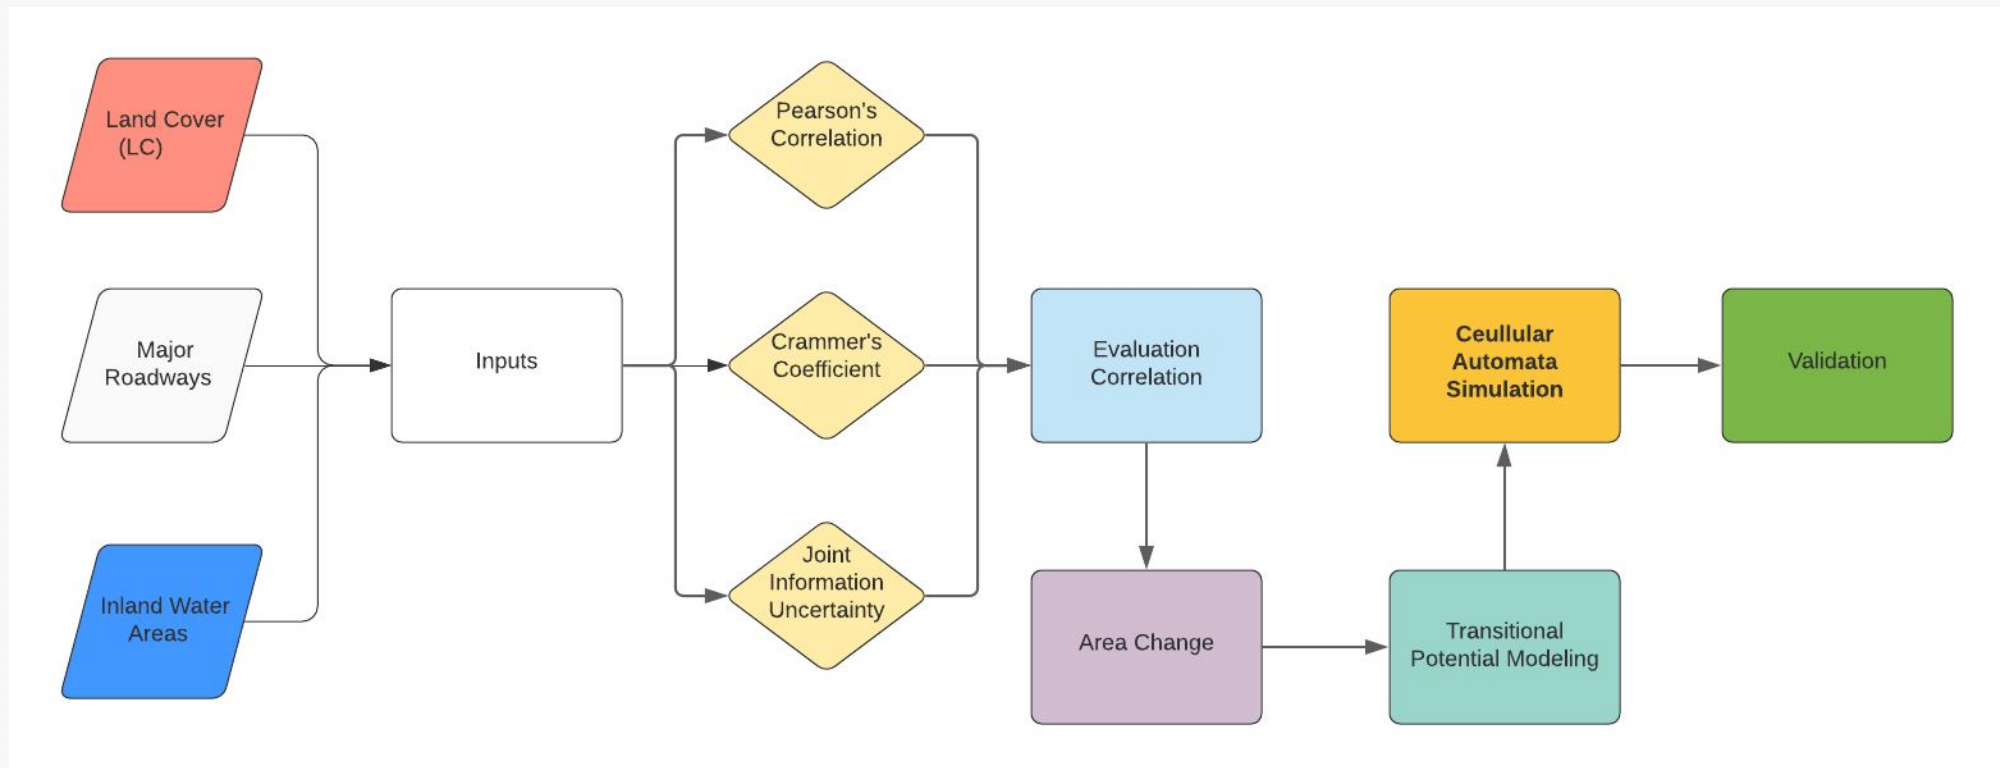 Land Cover
(LC)
Major
Roadways
Inland Water
Areas
Inputs
Pearson's
Correlation
Crammer's
Coefficient
Joint
Information
Uncertainty
Evaluation
Correlation
Area Change
Transitional
Potential Modeling
Ceullular
Automata
Simulation
Validation